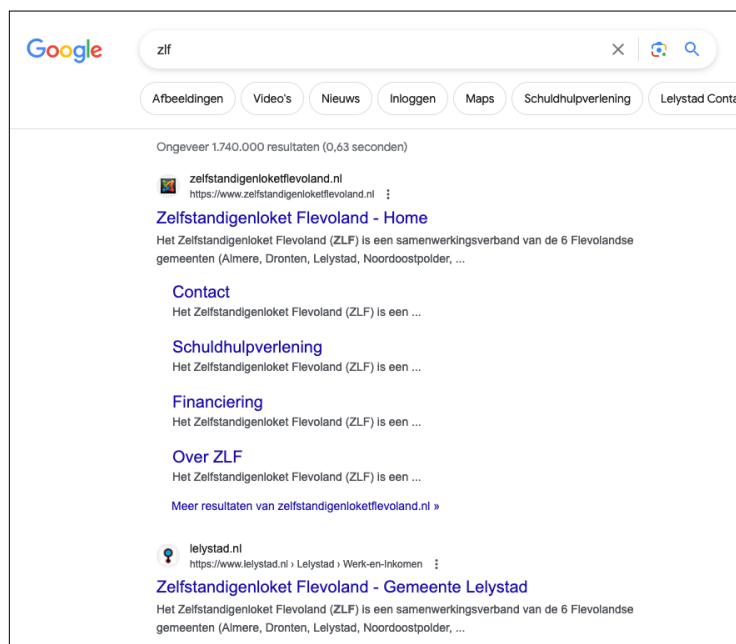 Google
zlf
Afbeeldingen
Video's
Nieuws
Inloggen
Maps
Schuldhulpverlening
Lelystad Conta
Ongeveer 1.740.000 resultaten (0,63 seconden)
zelfstandigenloketflevoland.nl
https://www.zelfstandigenloketflevoland.nl
Zelfstandigenloket Flevoland - Home
Het Zelfstandigenloket Flevoland (ZLF) is een samenwerkingsverband van de 6 Flevolandse
gemeenten (Almere, Dronten, Lelystad, Noordoostpolder, ...
Contact
Het Zelfstandigenloket Flevoland (ZLF) is een ...
Schuldhulpverlening
Het Zelfstandigenloket Flevoland (ZLF) is een ...
Financiering
Het Zelfstandigenloket Flevoland (ZLF) is een ...
Over ZLF
Het Zelfstandigenloket Flevoland (ZLF) is een ...
Meer resultaten van zelfstandigenloketflevoland.nl »
lelystad.nl
https://www.lelystad.nl › Lelystad › Werk-en-Inkomen
Zelfstandigenloket Flevoland - Gemeente Lelystad
Het Zelfstandigenloket Flevoland (ZLF) is een samenwerkingsverband van de 6 Flevolandse
gemeenten (Almere, Dronten, Lelystad, Noordoostpolder, ...